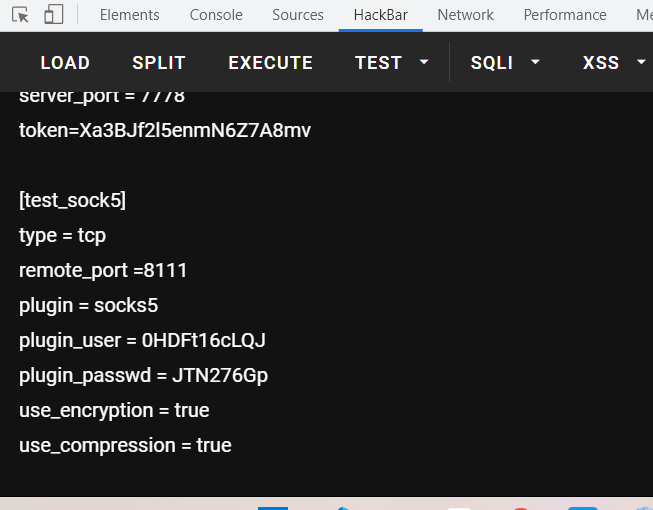 Elements Console Sources HackBar Network Performance Me
LOAD SPLIT EXECUTE TEST SQLI XSS
server_port = 7778
token=Xa3BJf2l5enmN6Z7A8mv
[test_sock5]
type = tcp
remote_port =8111
plugin = socks5
plugin_user = 0HDFt16cLQJ
plugin_passwd = JTN276Gp
use_encryption = true
use_compression = true